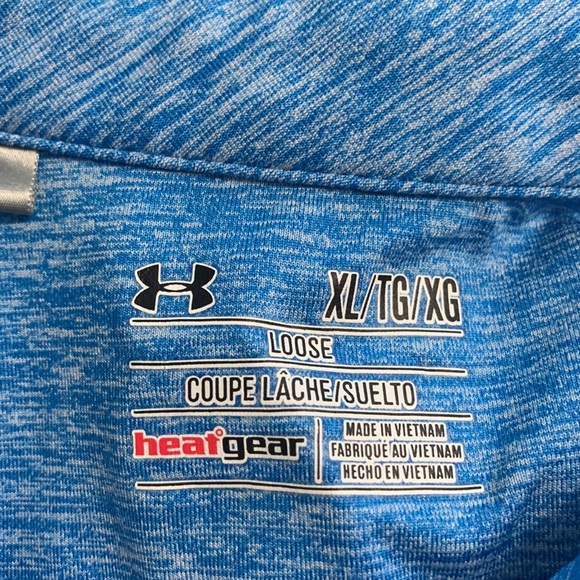 XL/TG/XG
LOOSE
COUPE LÂCHE/SUELTO
heatgear
MADE IN VIETNAM
FABRIQUÉ AU VIETNAM
HECHO EN VIETNAM